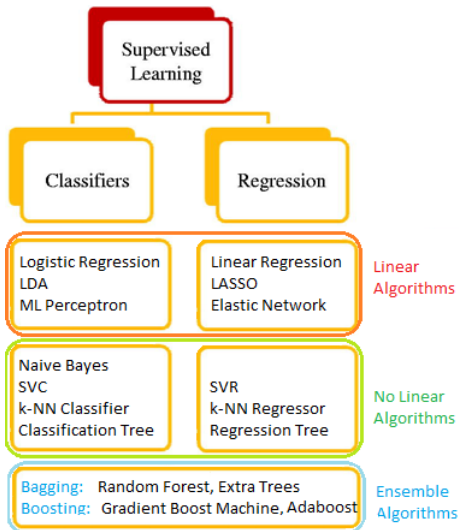 Supervised
Learning
Classifiers
Regression
Logistic Regression
LDA
ML Perceptron
Linear Regression
LASSO
Elastic Network
Linear
Algorithms
Naive Bayes
SVC
k-NN Classifier
Classification Tree
SVR
k-NN Regressor
Regression Tree
No Linear
Algorithms
Bagging: Random Forest, Extra Trees
Boosting: Gradient Boost Machine, Adaboost
Ensemble
Algorithms